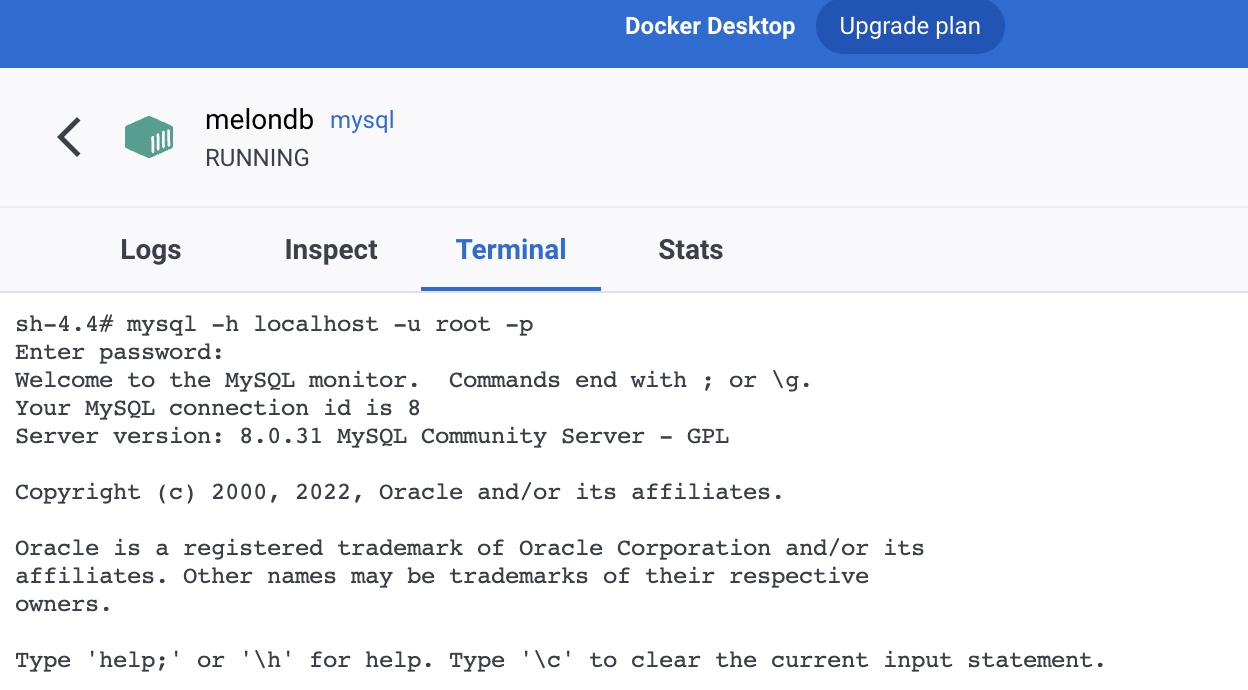 Docker Desktop Upgrade plan
melondb mysql
RUNNING
Logs Inspect Terminal Stats
sh-4.4# mysql -h localhost -u root -p
Enter password:
Welcome to the MySQL monitor.  Commands end with ; or \g.
Your MySQL connection id is 8
Server version: 8.0.31 MySQL Community Server - GPL
Copyright (c) 2000, 2022, Oracle and/or its affiliates.
Oracle is a registered trademark of Oracle Corporation and/or its
affiliates. Other names may be trademarks of their respective
owners.
Type 'help;' or '\h' for help. Type '\c' to clear the current input statement.